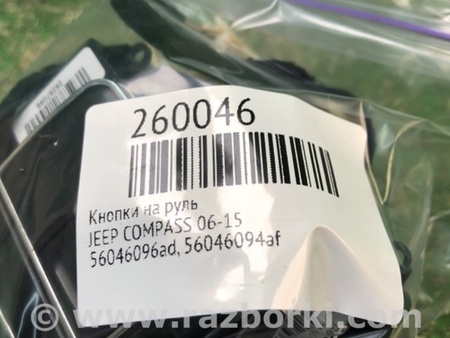 260046
Кнопки на руль
JEEP COMPASS 06-15
56046096ad, 56046094af
© www.razborki.com